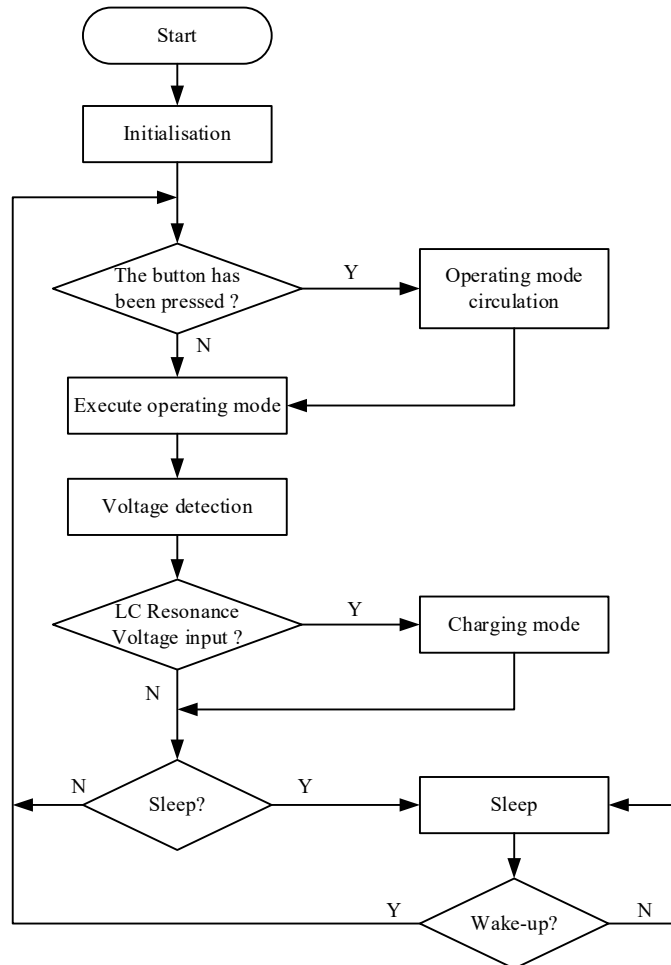 Start
Initialisation
The button has
been pressed ?
Y
Operating mode
circulation
N
Execute operating mode
Voltage detection
LC Resonance
Voltage input ?
Y
Charging mode
N
Sleep?
N
Y
Sleep
Wake-up?
Y
N